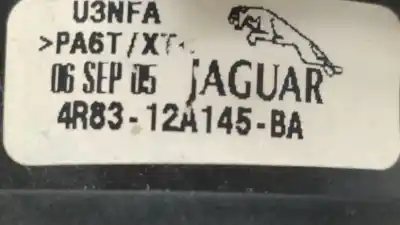 U3NFA
>PA6T/XT<
06 SEP 05 JAGUAR
4R83-12A145-BA